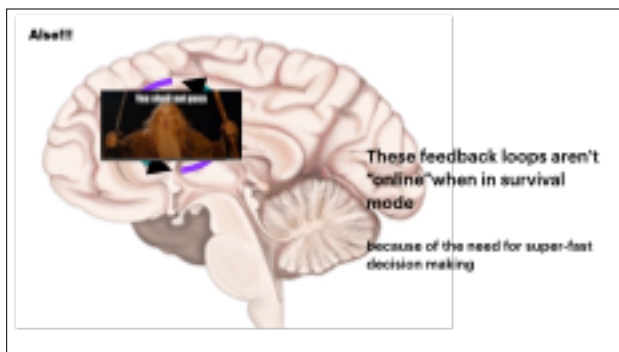 Also!!!
You shall not pass
These feedback loops aren't
"online"when in survival
mode
because of the need for super-fast
decision making